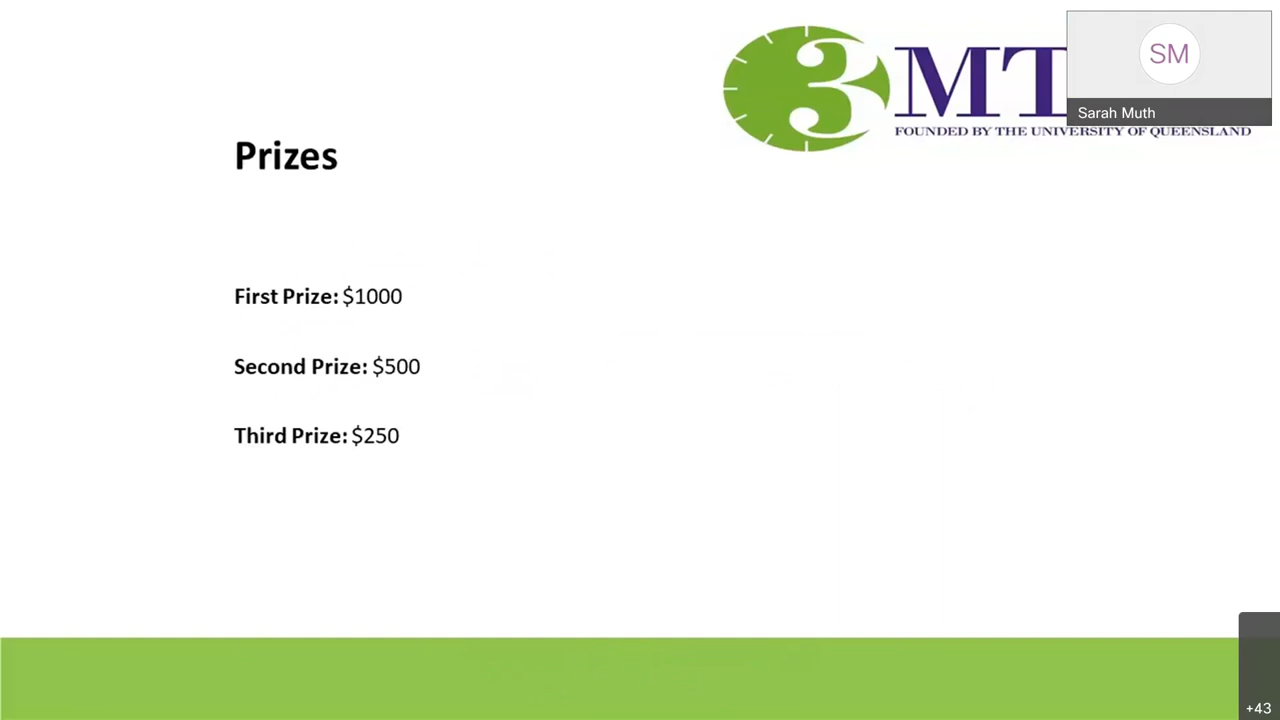 3MT
SM
Sarah Muth
FOUNDED BY THE UNIVERSITY OF QUEENSLAND
Prizes
First Prize: $1000
Second Prize: $500
Third Prize: $250
+43